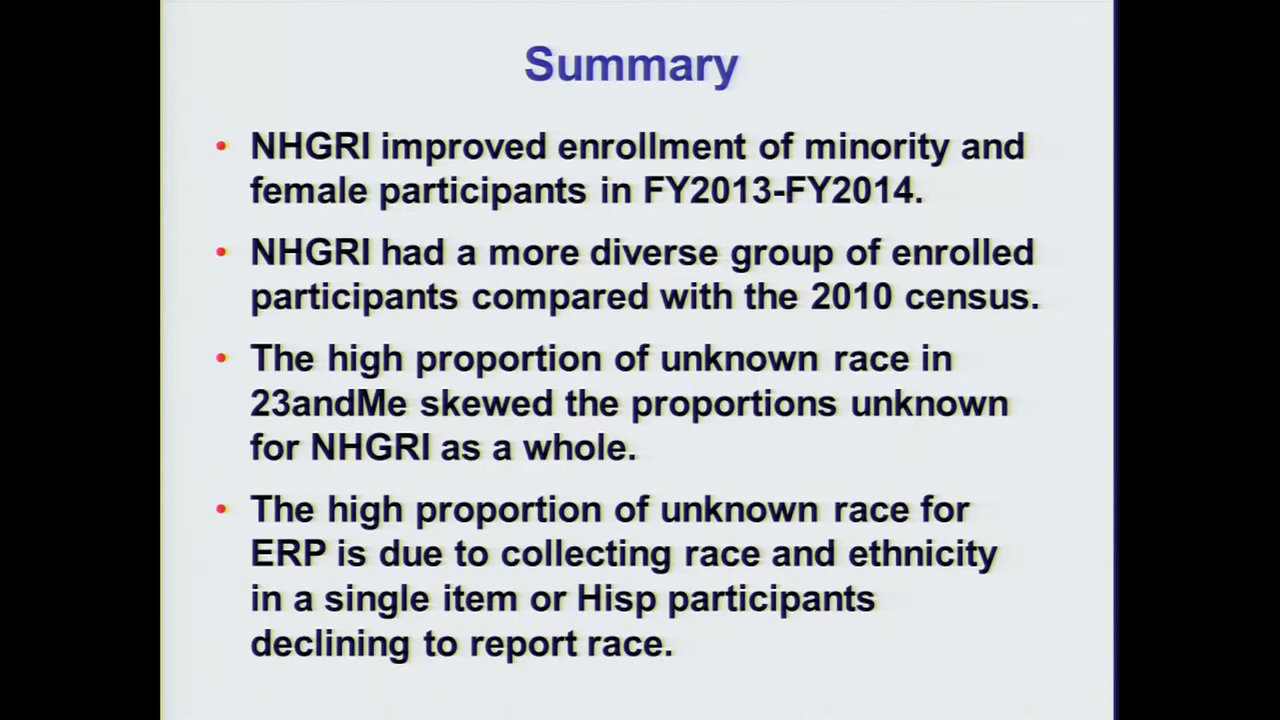 Summary
• NHGRI improved enrollment of minority and
female participants in FY2013-FY2014.
• NHGRI had a more diverse group of enrolled
participants compared with the 2010 census.
• The high proportion of unknown race in
23andMe skewed the proportions unknown
for NHGRI as a whole.
• The high proportion of unknown race for
ERP is due to collecting race and ethnicity
in a single item or Hisp participants
declining to report race.